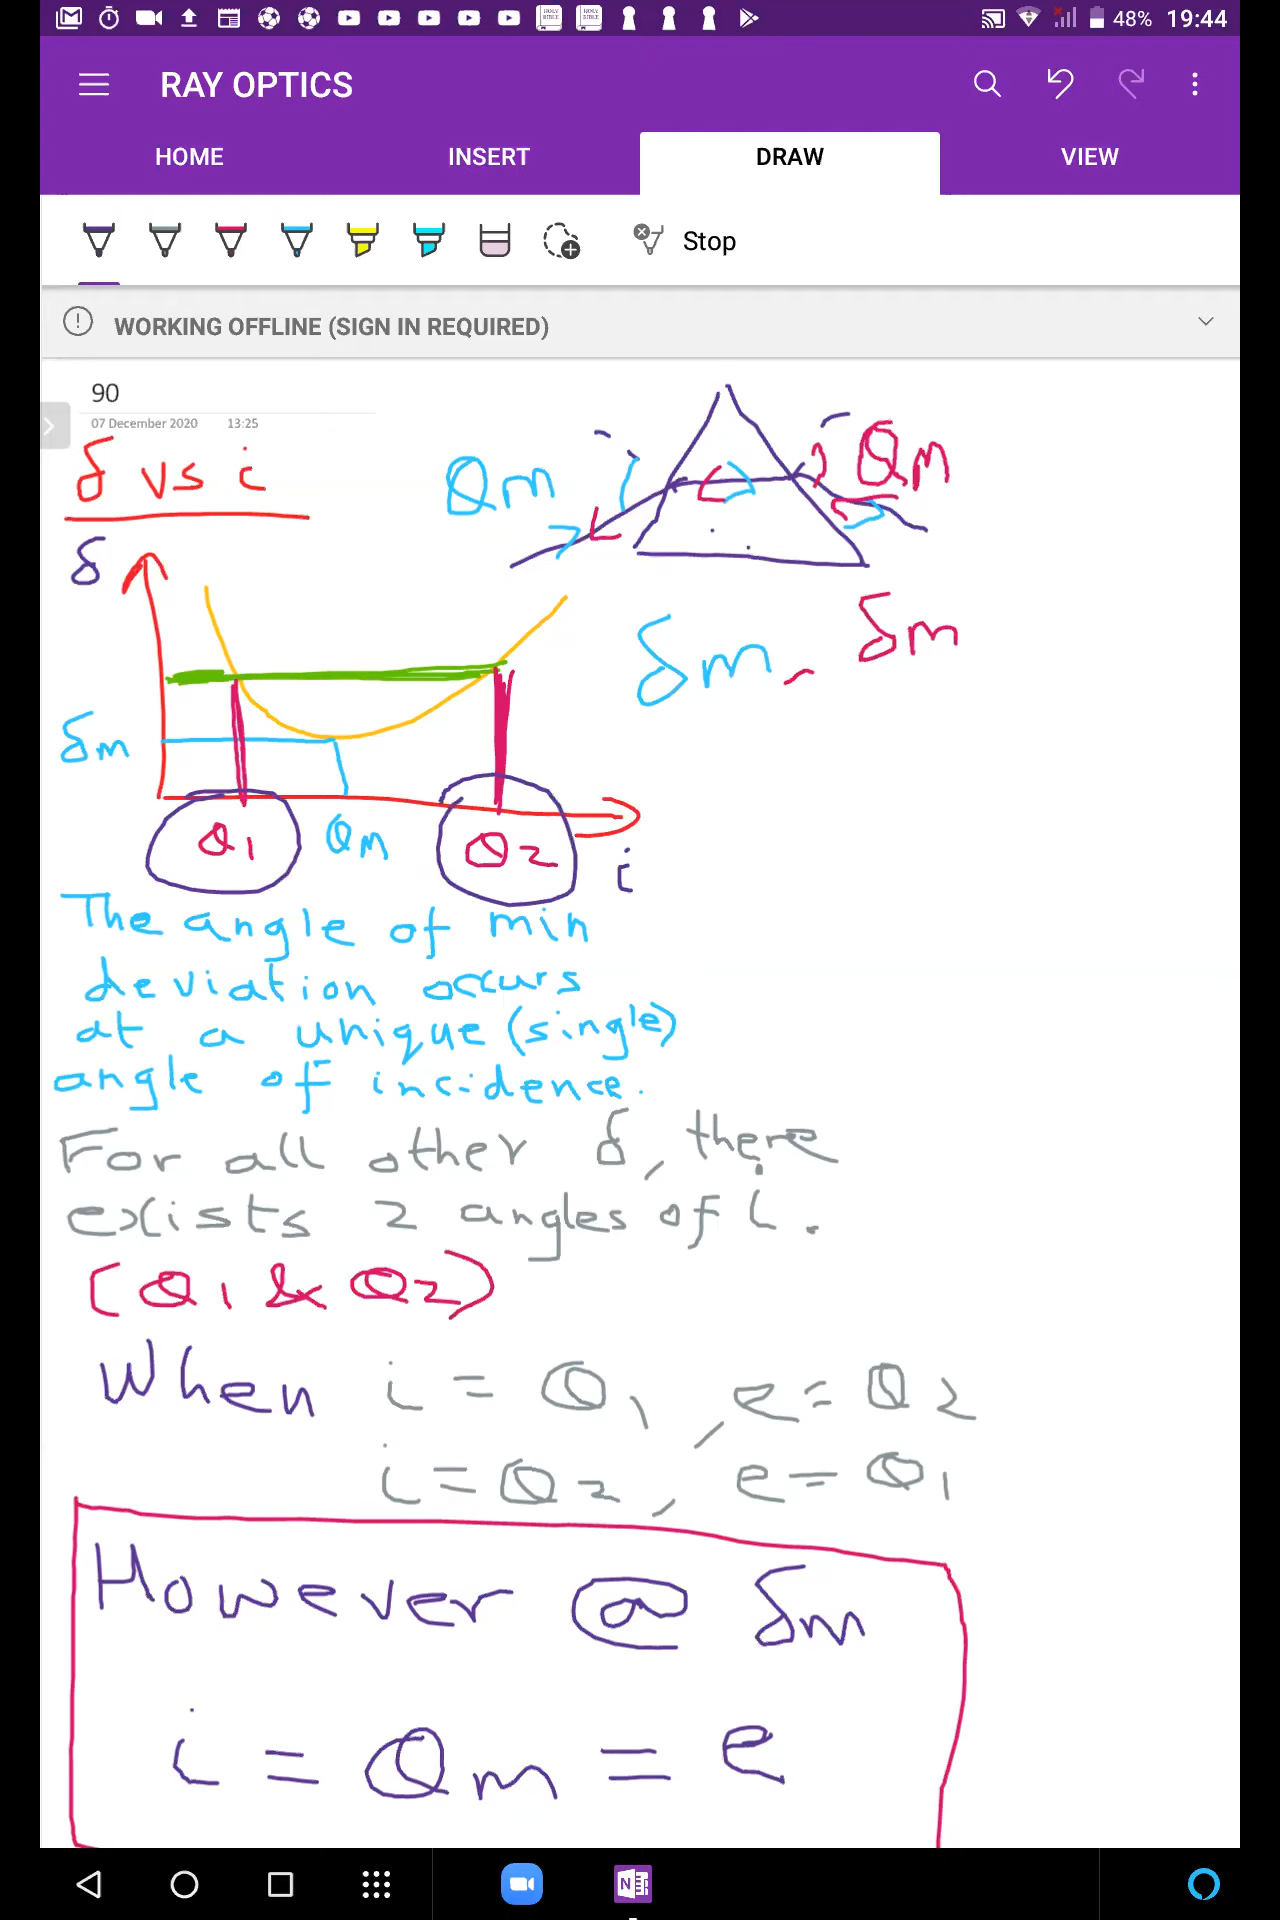 48% 19:44
RAY OPTICS
HOME INSERT DRAW VIEW
Stop
WORKING OFFLINE (SIGN IN REQUIRED)
90
07 December 2020 13:25
δ vs i
θm θm
δ
δm, δm
δm
θ1 θm θ2 i
The angle of min
deviation occurs
at a unique (single)
angle of incidence.
For all other δ, there
exists 2 angles of i.
(θ1 & θ2)
When i = θ1, e = θ2
i = θ2, e = θ1
However @ δm
i = θm = e